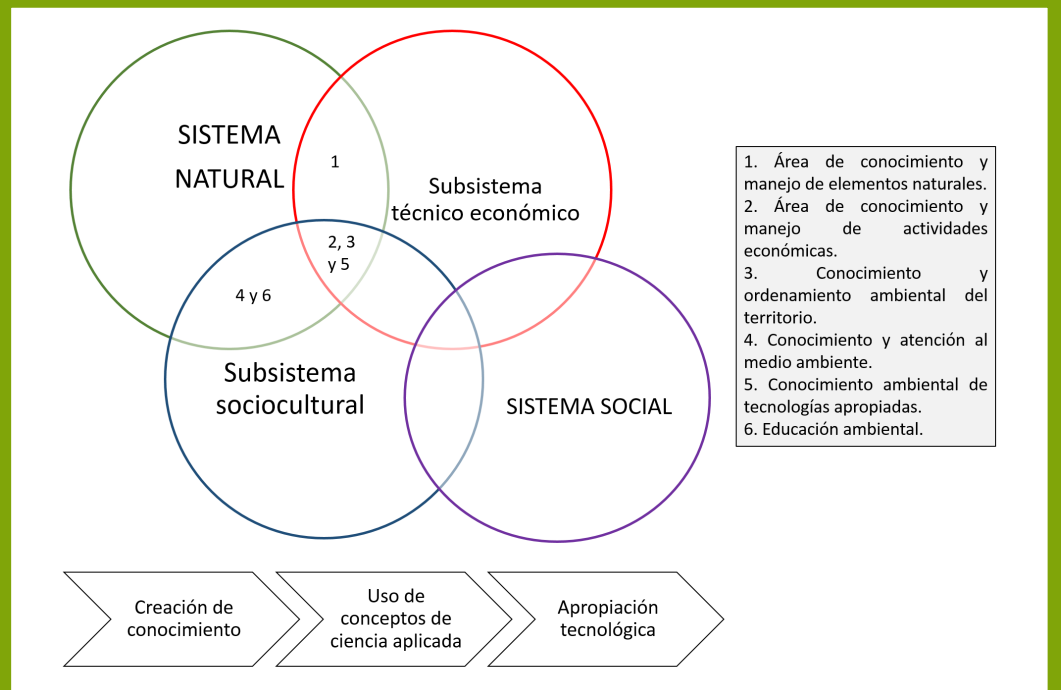 SISTEMA
NATURAL
1
Subsistema
técnico económico
2, 3
y 5
4 y 6
Subsistema
sociocultural
SISTEMA SOCIAL
1. Área de conocimiento y
manejo de elementos naturales.
2. Área de conocimiento y
manejo de actividades
económicas.
3. Conocimiento y
ordenamiento ambiental del
territorio.
4. Conocimiento y atención al
medio ambiente.
5. Conocimiento ambiental de
tecnologías apropiadas.
6. Educación ambiental.
Creación de
conocimiento
Uso de
conceptos de
ciencia aplicada
Apropiación
tecnológica